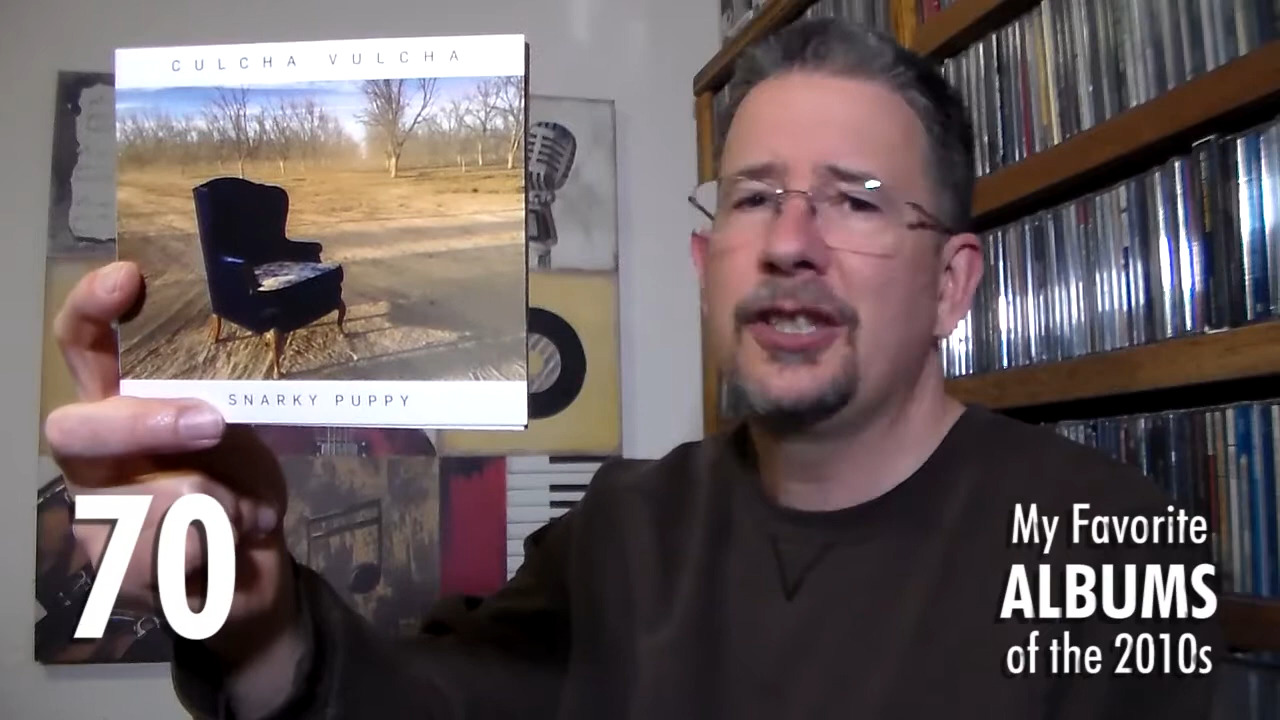 CULCHA VULCHA
SNARKY PUPPY
70
My Favorite
ALBUMS
of the 2010s